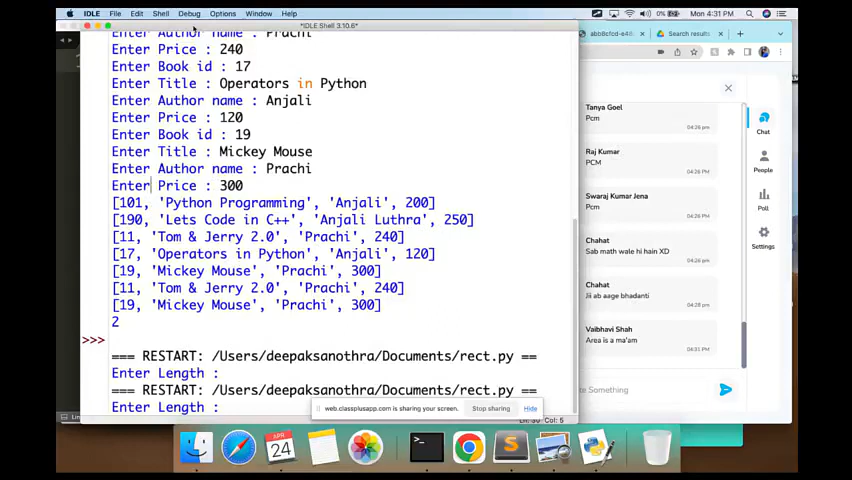 IDLE File Edit Shell Debug Options Window Help
Mon 4:31 PM
*IDLE Shell 3.10.6*
Enter Author name : Prachi
Enter Price : 240
Enter Book id : 17
Enter Title : Operators in Python
Enter Author name : Anjali
Enter Price : 120
Enter Book id : 19
Enter Title : Mickey Mouse
Enter Author name : Prachi
Enter Price : 300
[101, 'Python Programming', 'Anjali', 200]
[190, 'Lets Code in C++', 'Anjali Luthra', 250]
[11, 'Tom & Jerry 2.0', 'Prachi', 240]
[17, 'Operators in Python', 'Anjali', 120]
[19, 'Mickey Mouse', 'Prachi', 300]
[11, 'Tom & Jerry 2.0', 'Prachi', 240]
[19, 'Mickey Mouse', 'Prachi', 300]
2
>>>
=== RESTART: /Users/deepaksanothra/Documents/rect.py ==
Enter Length :
=== RESTART: /Users/deepaksanothra/Documents/rect.py ==
Enter Length :
Ln: 30 Col: 5
web.classplusapp.com is sharing your screen. Stop sharing Hide
Search results
Tanya Goel
Pcm
04:26 pm
Raj Kumar
PCM
04:26 PM
Swaraj Kumar Jena
Pcm
04:26 PM
Chahat
Sab math wale hi hain XD
04:26 PM
Chahat
Jii ab aage bhadanti
04:28 pm
Vaibhavi Shah
Area is a ma'am
04:31 PM
Chat
People
Poll
Settings
Something
APR
24